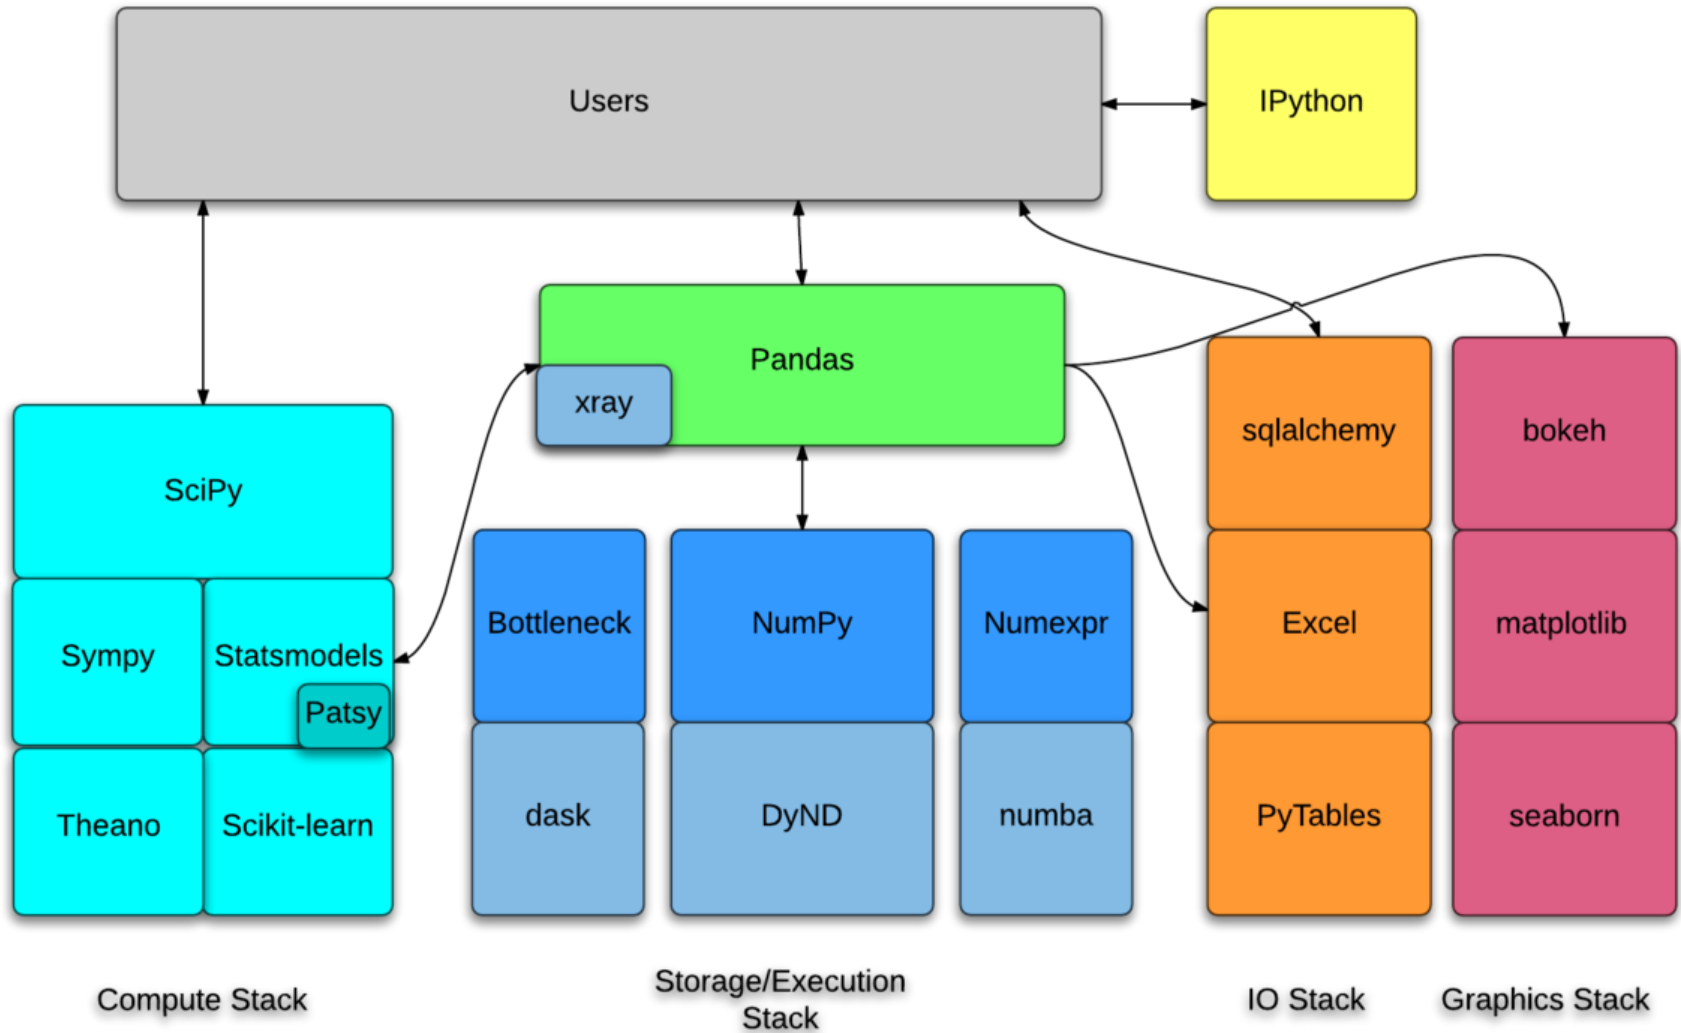 Users
IPython
Pandas
xray
SciPy
sqlalchemy
bokeh
Sympy
Statsmodels
Patsy
Bottleneck
NumPy
Numexpr
Excel
matplotlib
Theano
Scikit-learn
dask
DyND
numba
PyTables
seaborn
Compute Stack
Storage/Execution
Stack
IO Stack
Graphics Stack